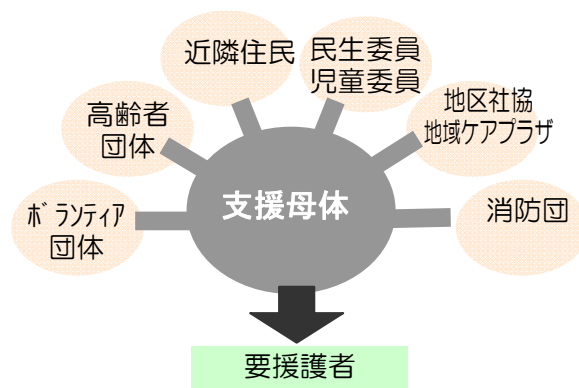 近隣住民
民生委員
児童委員
高齢者
団体
地区社協
地域ケアプラザ
ボランティア
団体
支援母体
消防団
要援護者